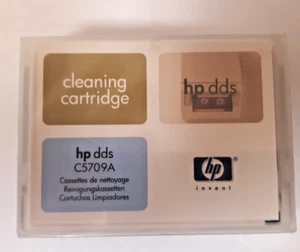 cleaning
cartridge
hp dds
hp dds
C5709A
Cassettes de nettoyage
Reinigungskassetten
Cartuchos Limpiadores
hp
invent